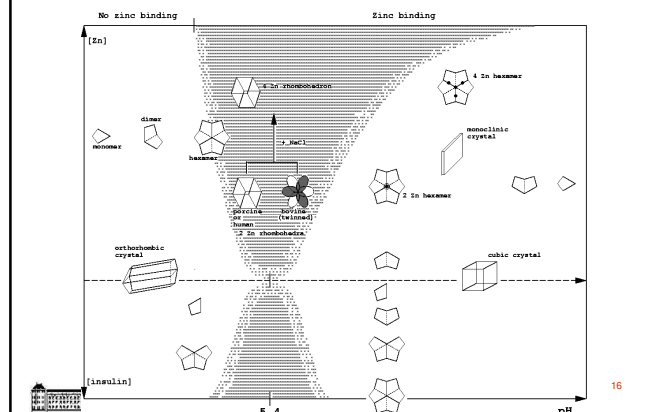 No zinc binding
Zinc binding
[Zn]
4 Zn rhombohedron
4 Zn hexamer
dimer
monomer
hexamer
+ NaCl
monoclinic
crystal
2 Zn hexamer
porcine
or
human
bovine
(twinned)
2 Zn rhombohedra
orthorhombic
crystal
cubic crystal
[insulin]
5.4
pH
16